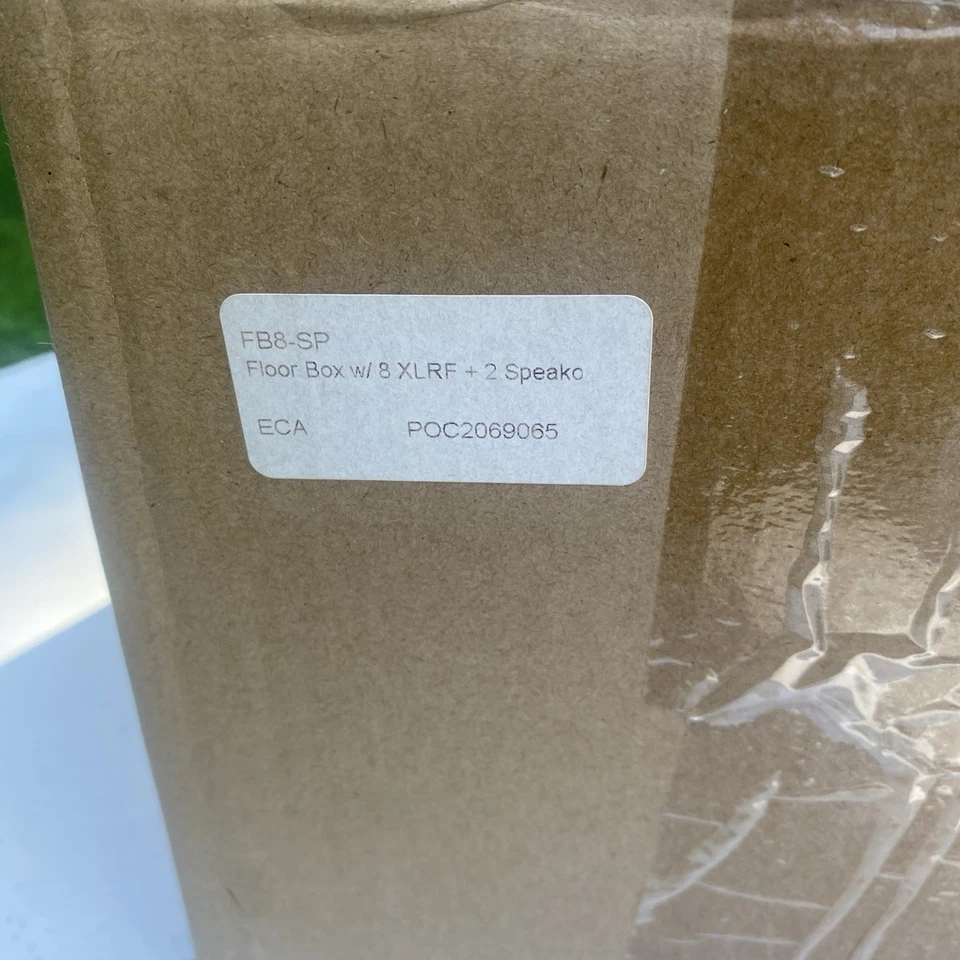 FB8-SP
Floor Box w/ 8 XLRF + 2 Speako
ECA POC2069065